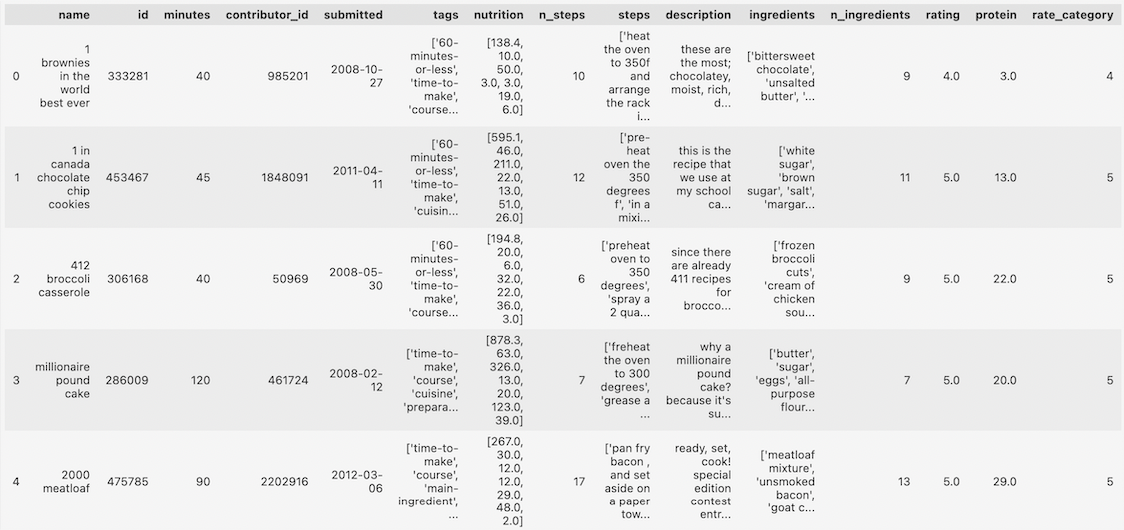 name id minutes contributor_id submitted tags nutrition n_steps steps description ingredients n_ingredients rating protein rate_category
0 1 brownies in the world best ever 333281 40 985201 2008-10-27 ['60-minutes-or-less', 'time-to-make', 'course... [138.4, 10.0, 50.0, 3.0, 3.0, 19.0, 6.0] 10 ['heat the oven to 350f and arrange the rack i... these are the most; chocolatey, moist, rich, d... ['bittersweet chocolate', 'unsalted butter', '... 9 4.0 3.0 4
1 1 in canada chocolate chip cookies 453467 45 1848091 2011-04-11 ['60-minutes-or-less', 'time-to-make', 'cuisin... [595.1, 46.0, 211.0, 22.0, 13.0, 51.0, 26.0] 12 ['pre-heat oven the 350 degrees f', 'in a mixi... this is the recipe that we use at my school ca... ['white sugar', 'brown sugar', 'salt', 'margar... 11 5.0 13.0 5
2 412 broccoli casserole 306168 40 50969 2008-05-30 ['60-minutes-or-less', 'time-to-make', 'course... [194.8, 20.0, 6.0, 32.0, 22.0, 36.0, 3.0] 6 ['preheat oven to 350 degrees', 'spray a 2 qua... since there are already 411 recipes for brocco... ['frozen broccoli cuts', 'cream of chicken sou... 9 5.0 22.0 5
3 millionaire pound cake 286009 120 461724 2008-02-12 ['time-to-make', 'course', 'cuisine', 'prepara... [878.3, 63.0, 326.0, 13.0, 20.0, 123.0, 39.0] 7 ['freheat the oven to 300 degrees', 'grease a ... why a millionaire pound cake? because it's su... ['butter', 'sugar', 'eggs', 'all-purpose flour... 7 5.0 20.0 5
4 2000 meatloaf 475785 90 2202916 2012-03-06 ['time-to-make', 'course', 'main-ingredient', ... [267.0, 30.0, 12.0, 12.0, 29.0, 48.0, 2.0] 17 ['pan fry bacon , and set aside on a paper tow... ready, set, cook! special edition contest entr... ['meatloaf mixture', 'unsmoked bacon', 'goat c... 13 5.0 29.0 5